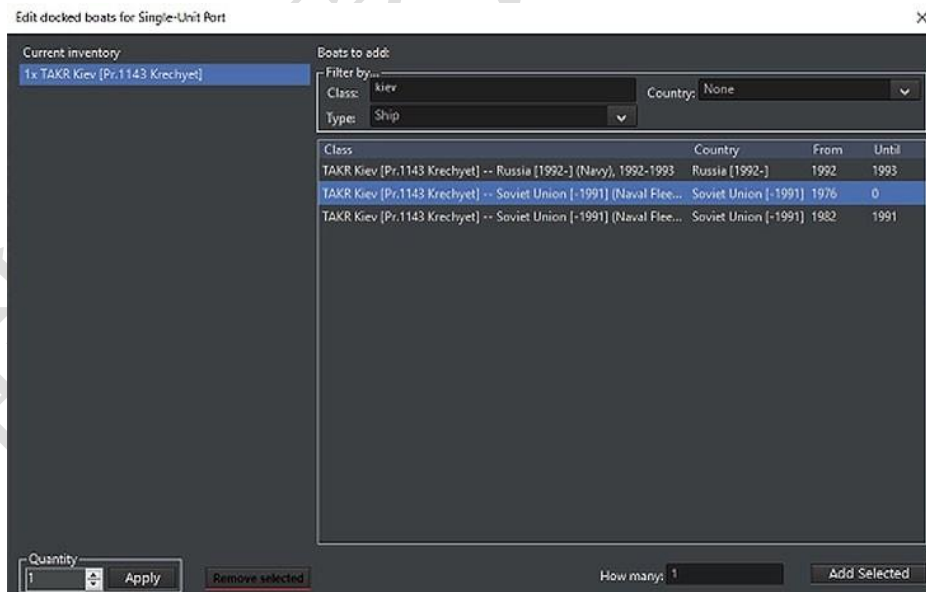 Edit docked boats for Single-Unit Port
Current inventory
1x TAKR Kiev [Pr.1143 Krechyet]
Boats to add:
Filter by...
Class: kiev
Country: None
Type: Ship
Class Country From Until
TAKR Kiev [Pr.1143 Krechyet] -- Russia [1992-] (Navy), 1992-1993 Russia [1992-] 1992 1993
TAKR Kiev [Pr.1143 Krechyet] -- Soviet Union [-1991] (Naval Flee... Soviet Union [-1991] 1976 0
TAKR Kiev [Pr.1143 Krechyet] -- Soviet Union [-1991] (Naval Flee... Soviet Union [-1991] 1982 1991
Quantity
1 Apply Remove selected How many: 1 Add Selected